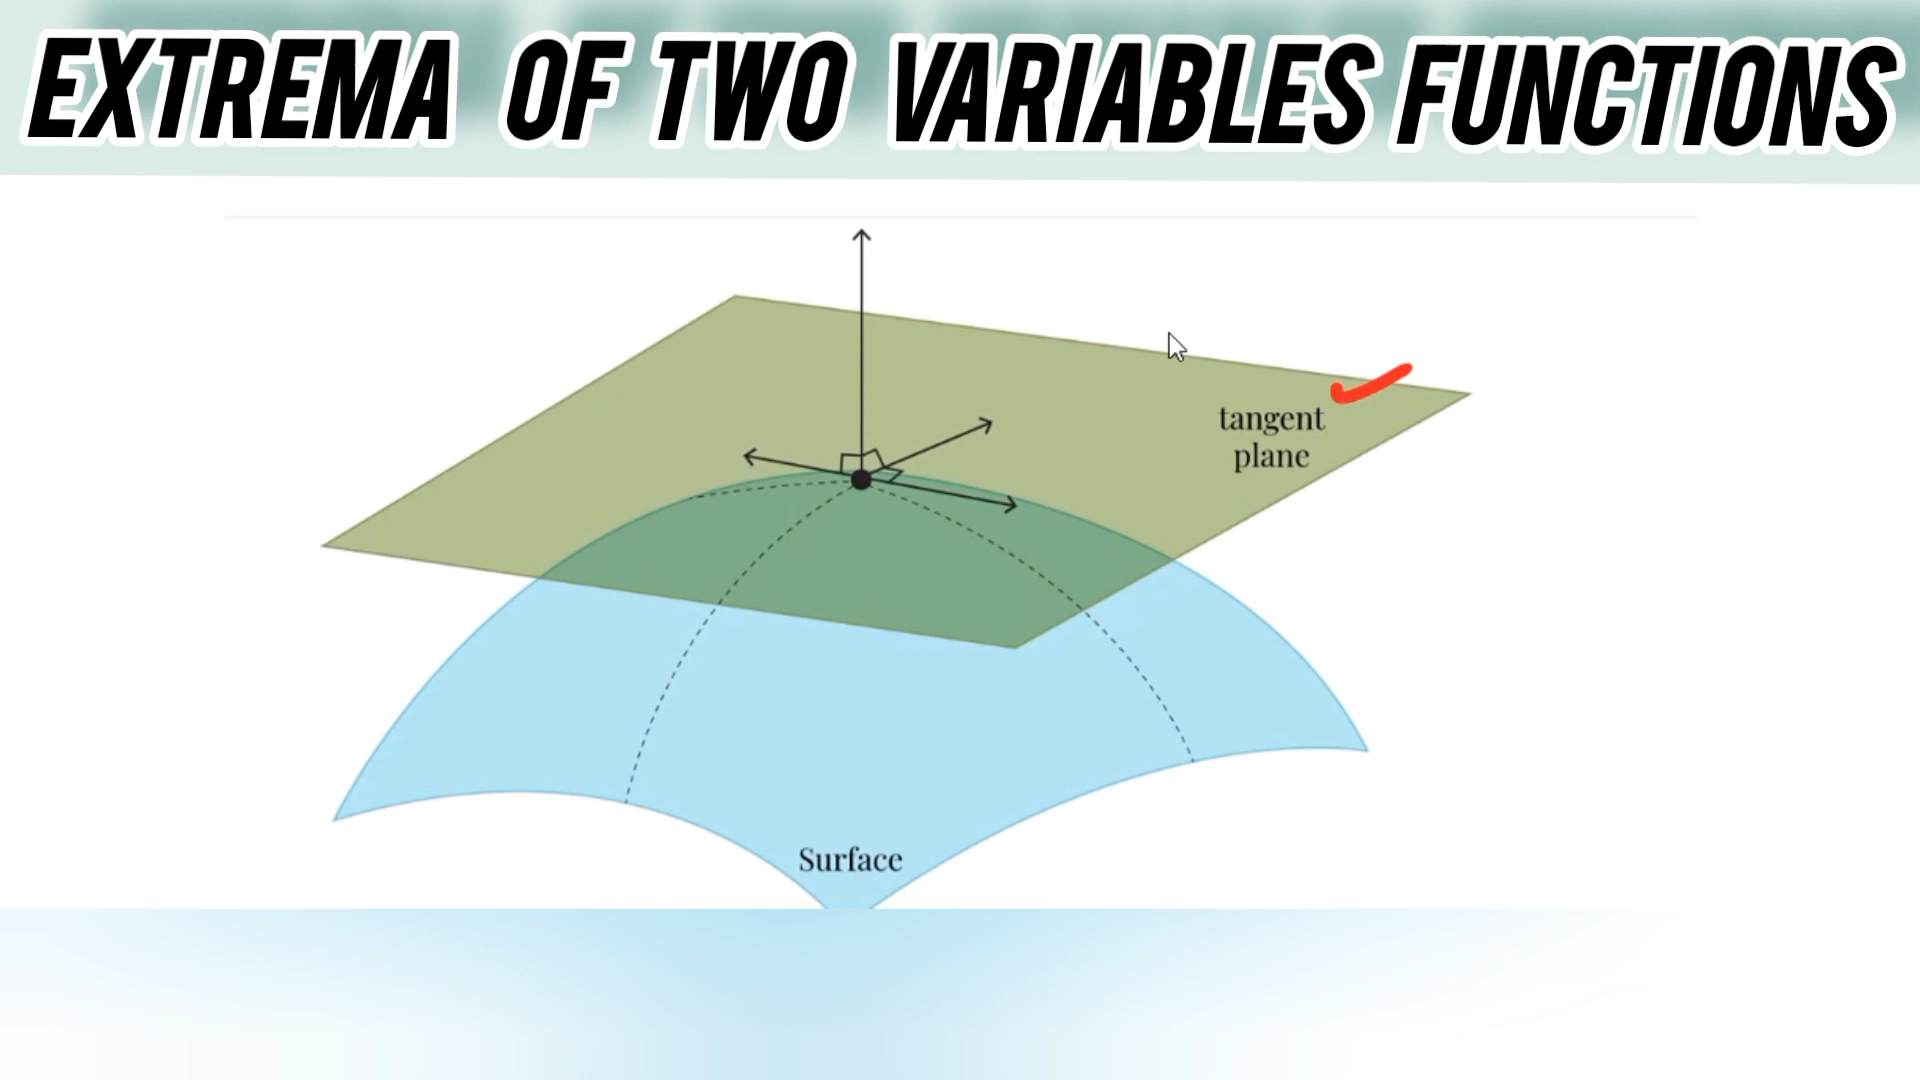 EXTREMA OF TWO VARIABLES FUNCTIONS
tangent
plane
Surface